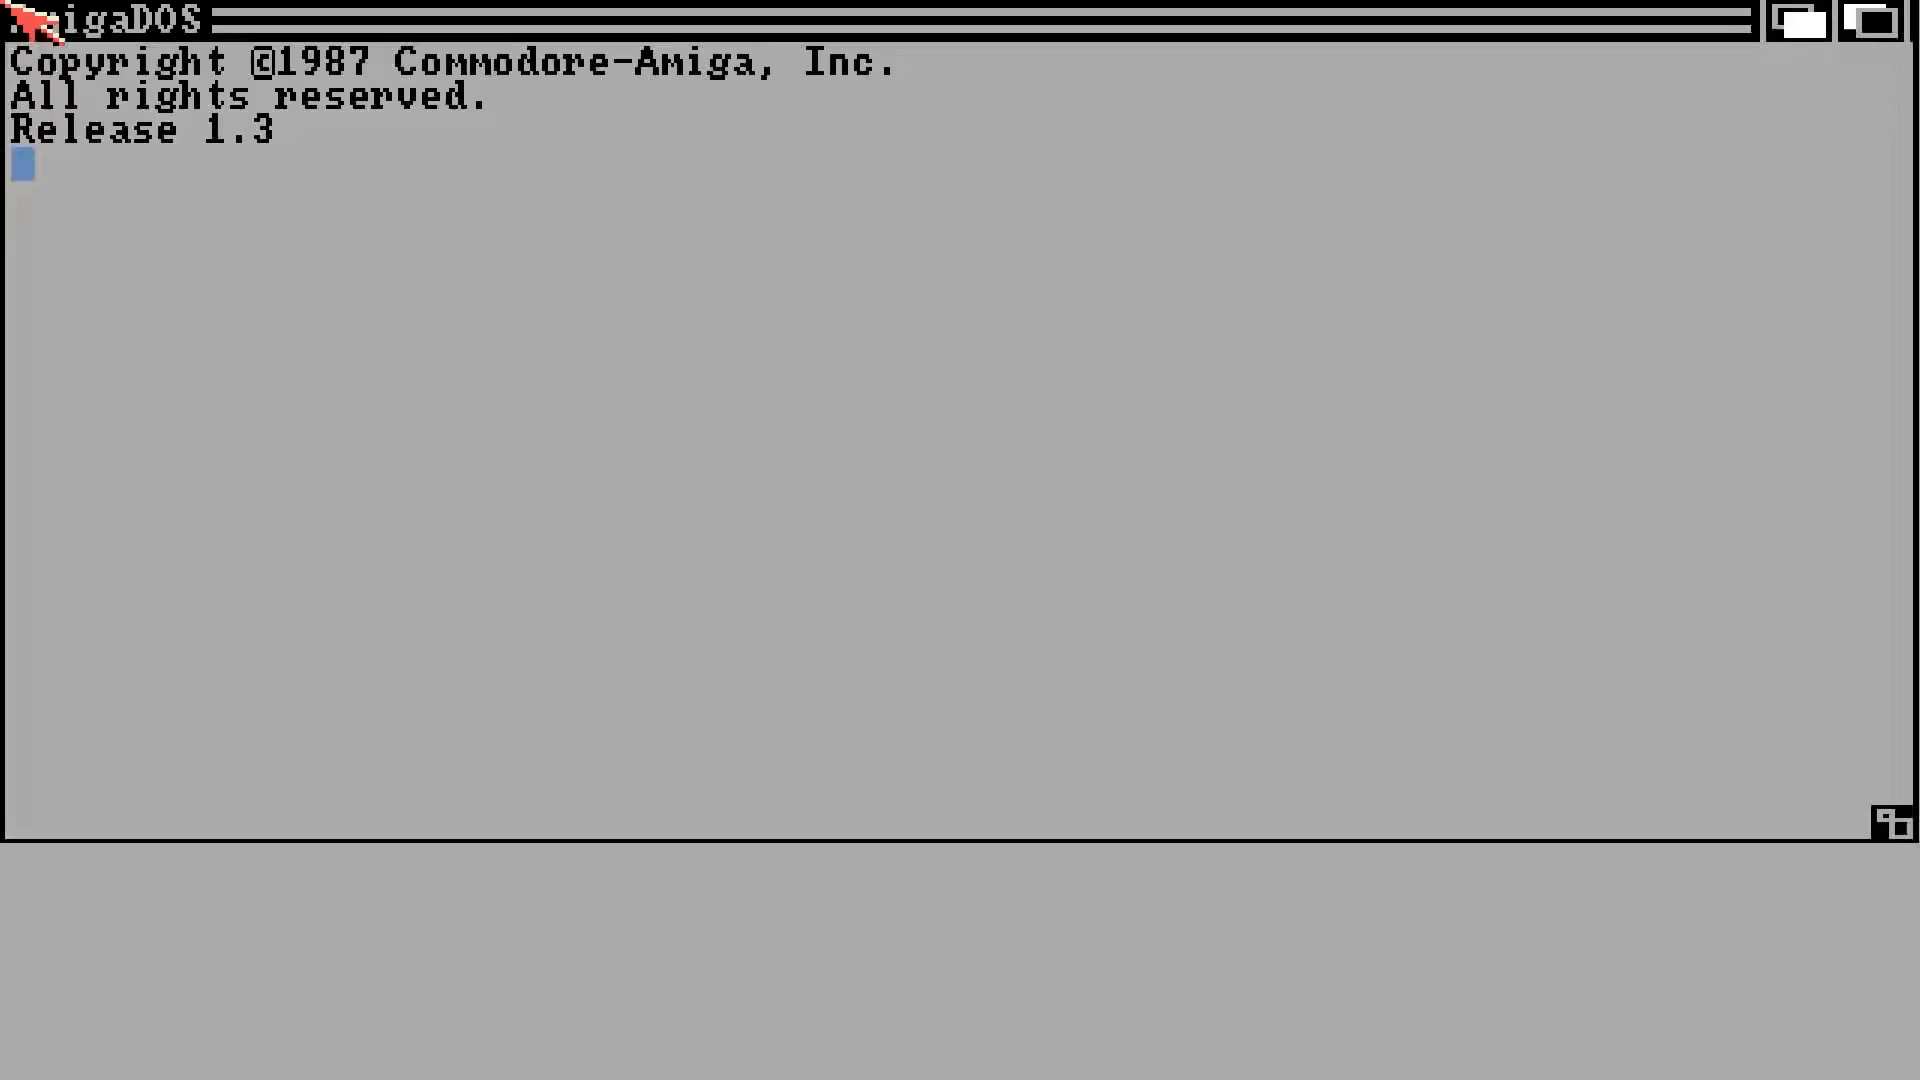 AmigaDOS
Copyright ©1987 Commodore-Amiga, Inc.
All rights reserved.
Release 1.3